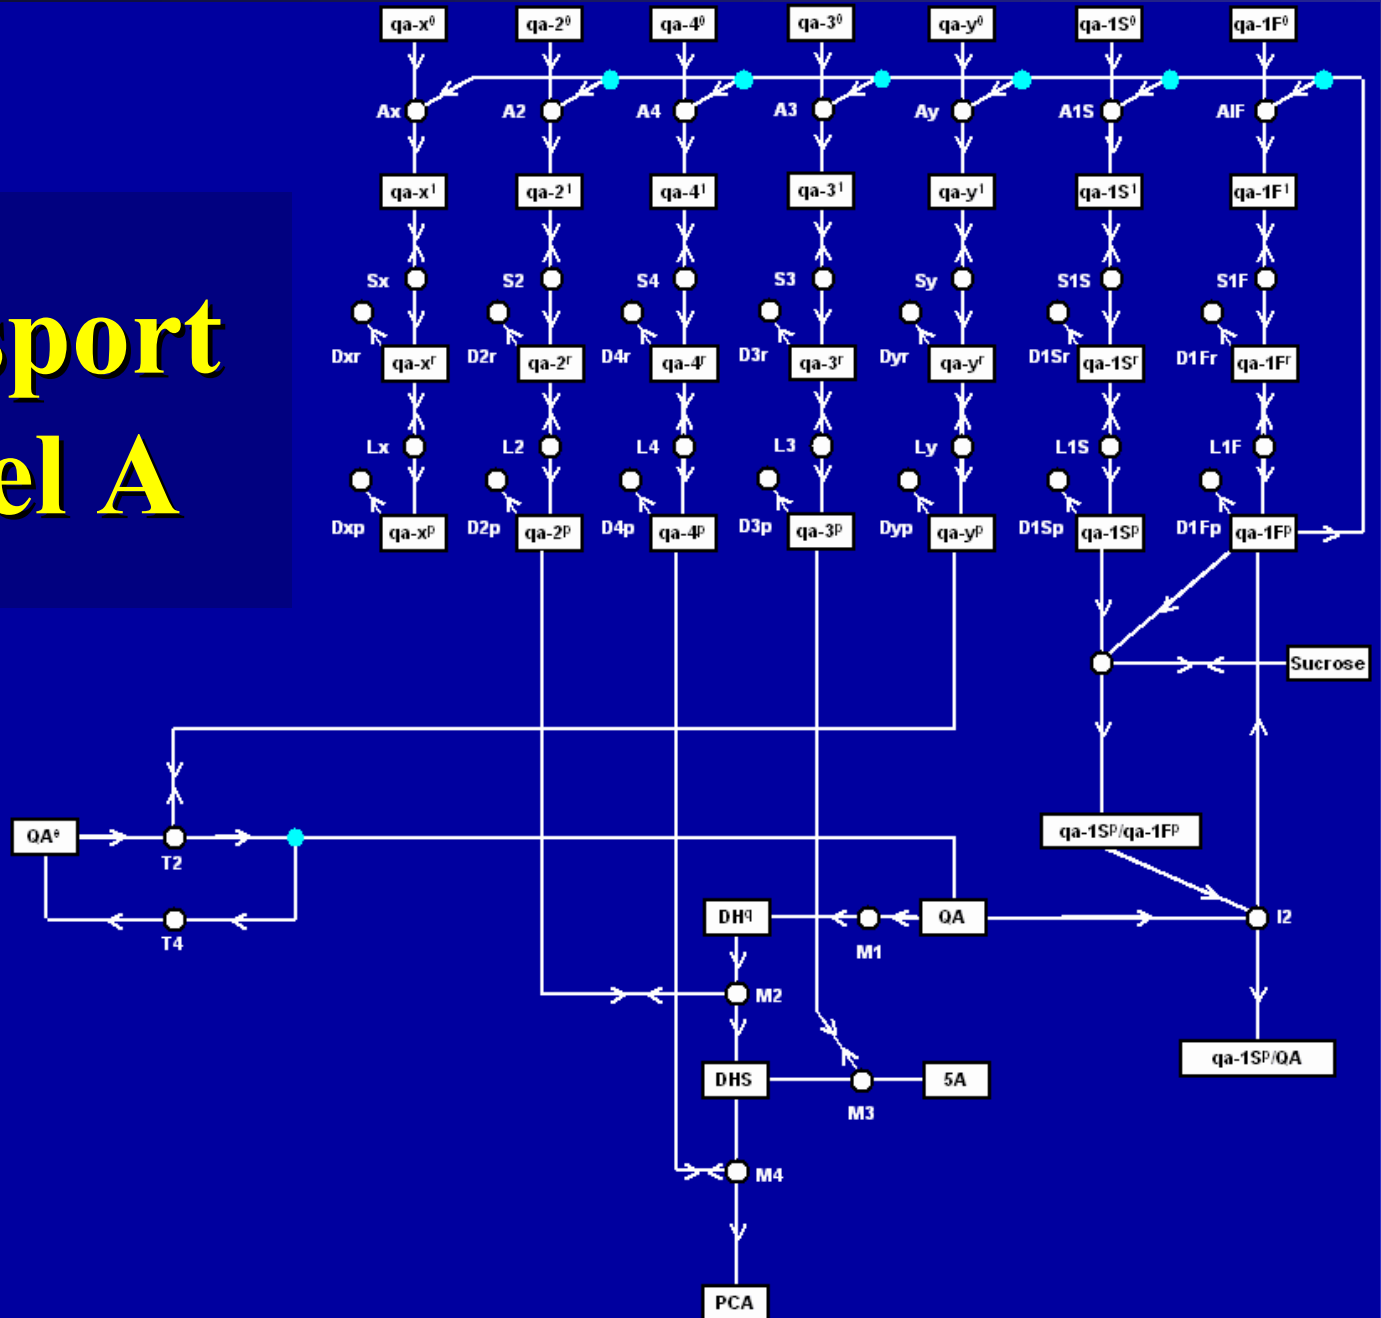 qa-x⁰ qa-2⁰ qa-4⁰ qa-3⁰ qa-y⁰ qa-1S⁰ qa-1F⁰
Ax A2 A4 A3 Ay A1S AIF
qa-x¹ qa-2¹ qa-4¹ qa-3¹ qa-y¹ qa-1S¹ qa-1F¹
Sx S2 S4 S3 Sy S1S S1F
sport
Dxr D2r D4r D3r Dyr D1Sr D1Fr
qa-xʳ qa-2ʳ qa-4ʳ qa-3ʳ qa-yʳ qa-1Sʳ qa-1Fʳ
Lx L2 L4 L3 Ly L1S L1F
el A
Dxp D2p D4p D3p Dyp D1Sp D1Fp
qa-xᵖ qa-2ᵖ qa-4ᵖ qa-3ᵖ qa-yᵖ qa-1Sᵖ qa-1Fᵖ
Sucrose
QAᵉ qa-1Sᵖ/qa-1Fᵖ
T2
DHq QA I2
T4 M1
M2
qa-1Sᵖ/QA
DHS 5A
M3
M4
PCA